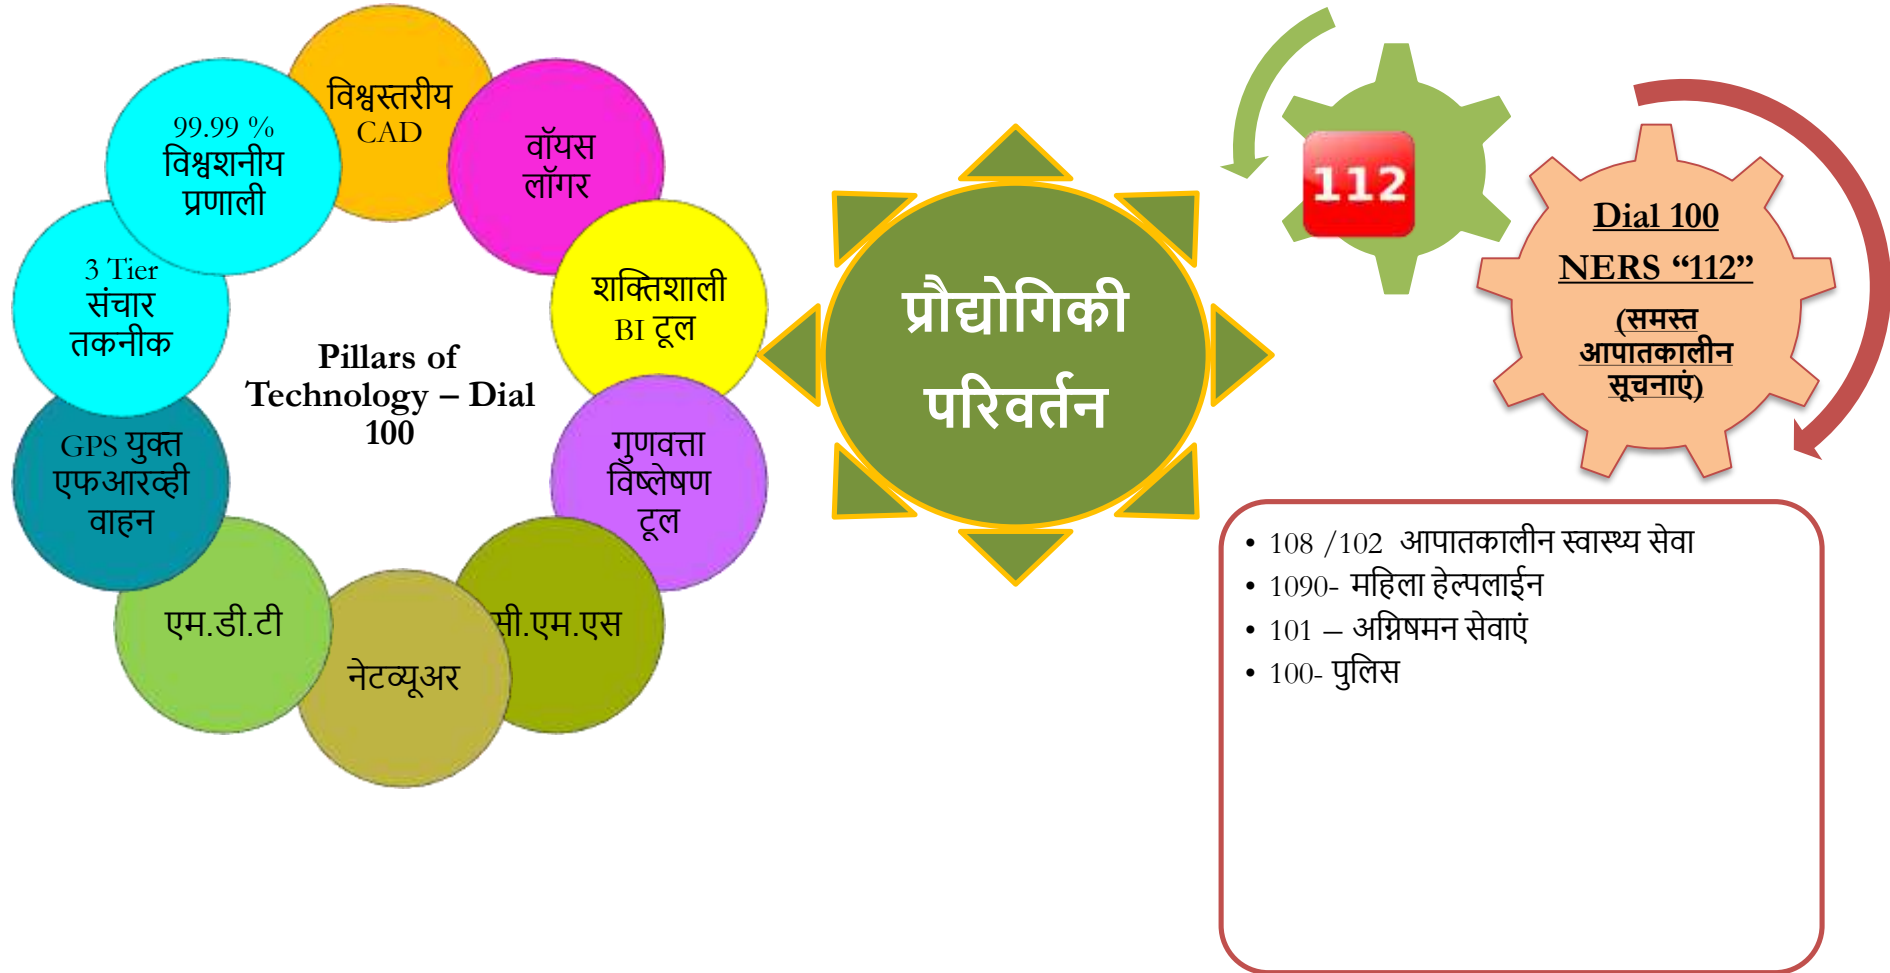 विश्वस्तरीय
CAD
वॉयस
लॉगर
शक्तिशाली
BI टूल
गुणवत्ता
विष्लेषण
टूल
सी.एम.एस
नेटव्यूअर
एम.डी.टी
GPS युक्त
एफआरव्ही
वाहन
3 Tier
संचार
तकनीक
99.99 %
विश्वशनीय
प्रणाली
Pillars of
Technology – Dial
100
प्रौद्योगिकी
परिवर्तन
112
Dial 100
NERS “112”
(समस्त
आपातकालीन
सूचनाएं)
• 108 /102 आपातकालीन स्वास्थ्य सेवा
• 1090- महिला हेल्पलाईन
• 101 – अग्निषमन सेवाएं
• 100- पुलिस